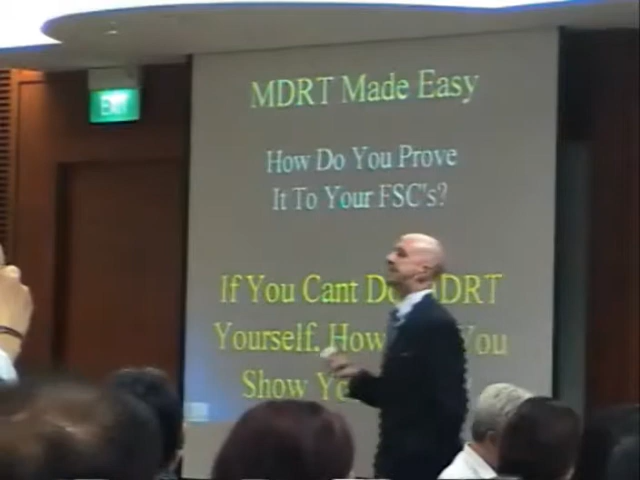 EXIT
MDRT Made Easy
How Do You Prove
It To Your FSC's?
If You Cant MDRT
Yourself. How You
Show